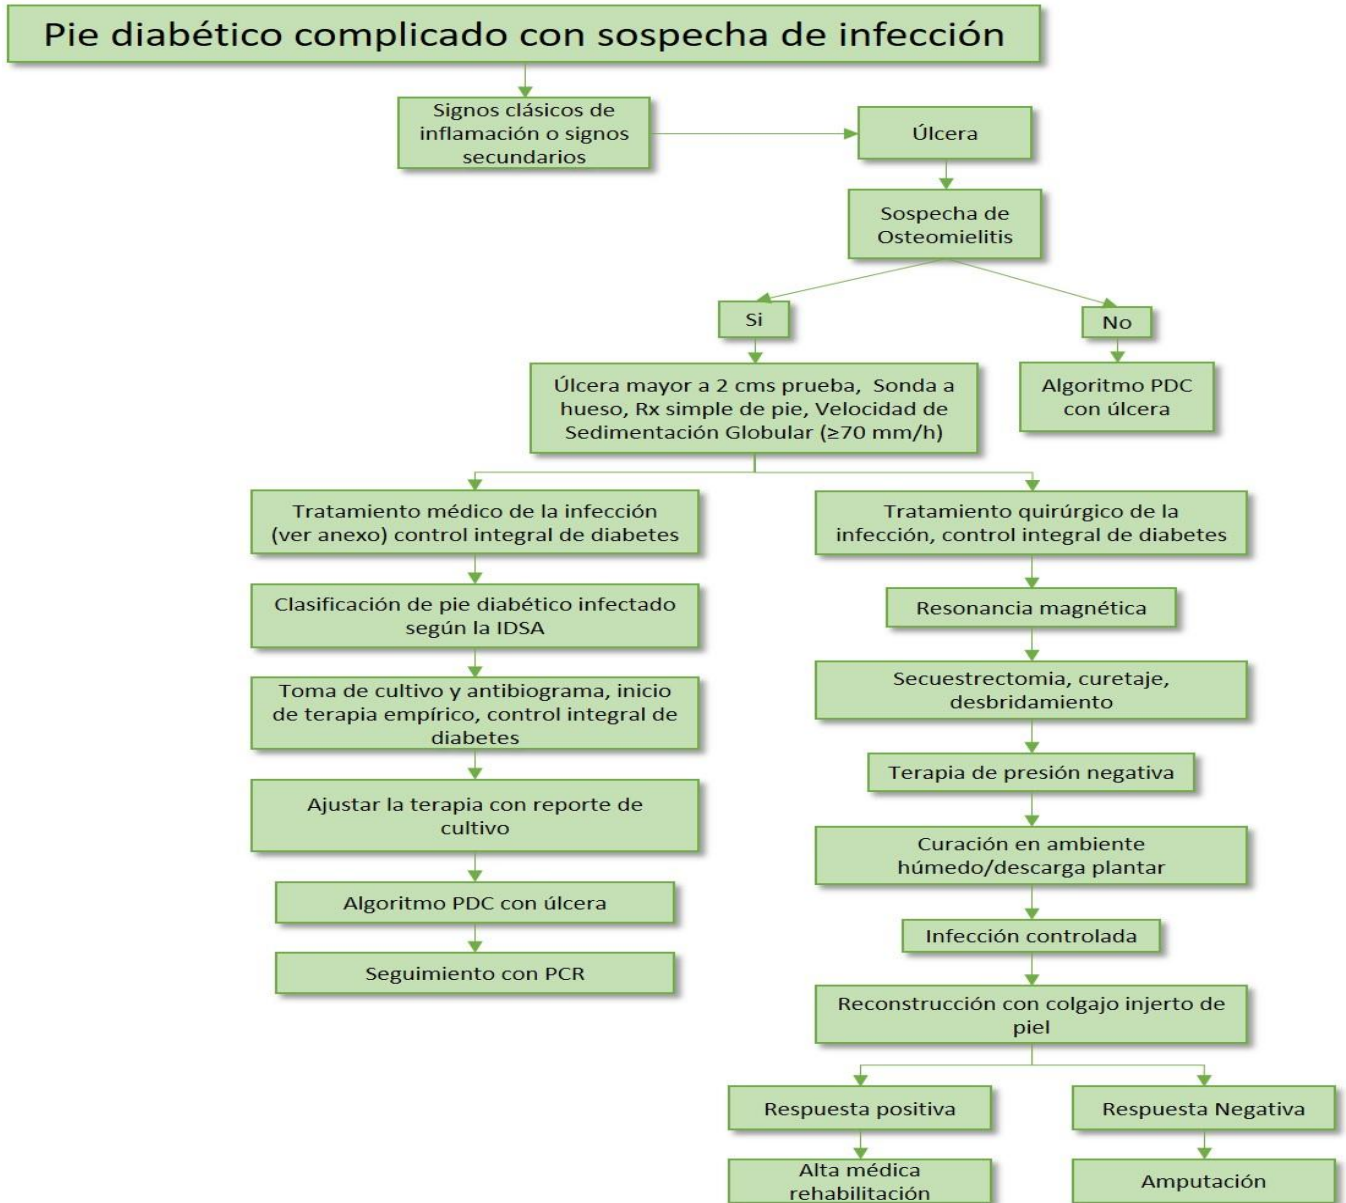 Pie diabético complicado con sospecha de infección
Signos clásicos de
inflamación o signos
secundarios
Úlcera
Sospecha de
Osteomielitis
Si
No
Úlcera mayor a 2 cms prueba, Sonda a
hueso, Rx simple de pie, Velocidad de
Sedimentación Globular (≥70 mm/h)
Algoritmo PDC
con úlcera
Tratamiento médico de la infección
(ver anexo) control integral de diabetes
Clasificación de pie diabético infectado
según la IDSA
Toma de cultivo y antibiograma, inicio
de terapia empírico, control integral de
diabetes
Ajustar la terapia con reporte de
cultivo
Algoritmo PDC con úlcera
Seguimiento con PCR
Tratamiento quirúrgico de la
infección, control integral de diabetes
Resonancia magnética
Secuestrectomia, curetaje,
desbridamiento
Terapia de presión negativa
Curación en ambiente
húmedo/descarga plantar
Infección controlada
Reconstrucción con colgajo injerto de
piel
Respuesta positiva
Respuesta Negativa
Alta médica
rehabilitación
Amputación